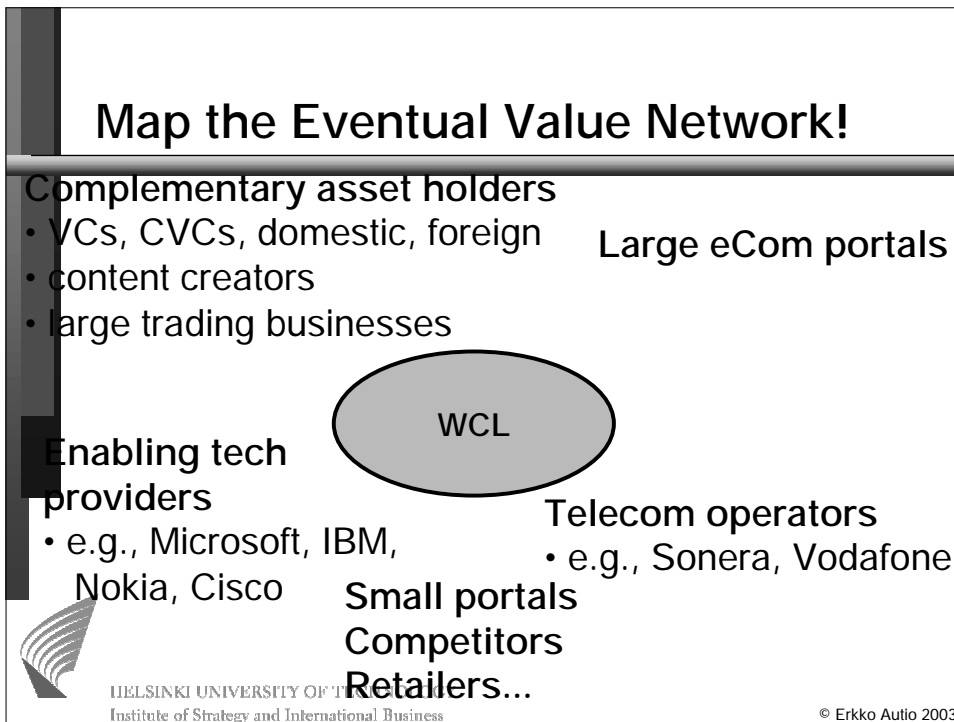 Map the Eventual Value Network!
Complementary asset holders
• VCs, CVCs, domestic, foreign
• content creators
• large trading businesses
Large eCom portals
WCL
Enabling tech
providers
• e.g., Microsoft, IBM,
Nokia, Cisco
Telecom operators
• e.g., Sonera, Vodafone
Small portals
Competitors
Retailers...
HELSINKI UNIVERSITY OF TECHNOLOGY
Institute of Strategy and International Business
© Erkko Autio 2003